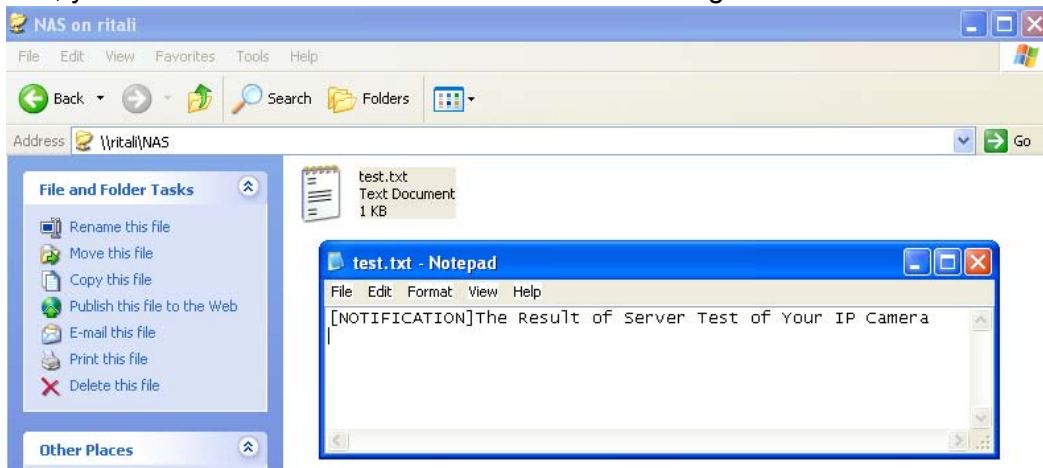 NAS on ritali
File Edit View Favorites Tools Help
Back Search Folders
Address \\ritali\NAS Go
File and Folder Tasks
Rename this file
Move this file
Copy this file
Publish this file to the Web
E-mail this file
Print this file
Delete this file
Other Places
test.txt
Text Document
1 KB
test.txt - Notepad
File Edit Format View Help
[NOTIFICATION]The Result of Server Test of Your IP Camera